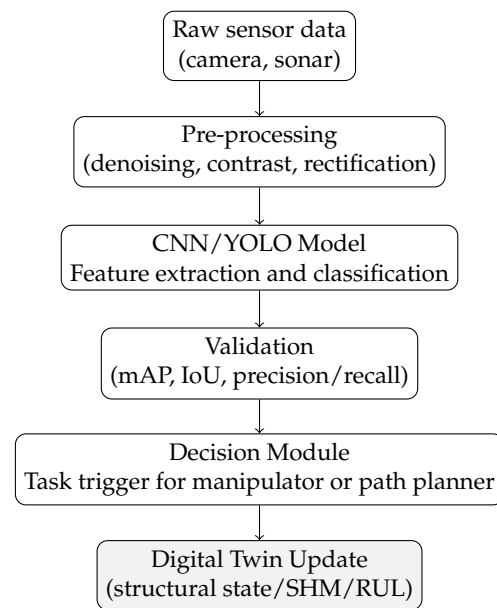 Raw sensor data
(camera, sonar)
Pre-processing
(denoising, contrast, rectification)
CNN/YOLO Model
Feature extraction and classification
Validation
(mAP, IoU, precision/recall)
Decision Module
Task trigger for manipulator or path planner
Digital Twin Update
(structural state/SHM/RUL)